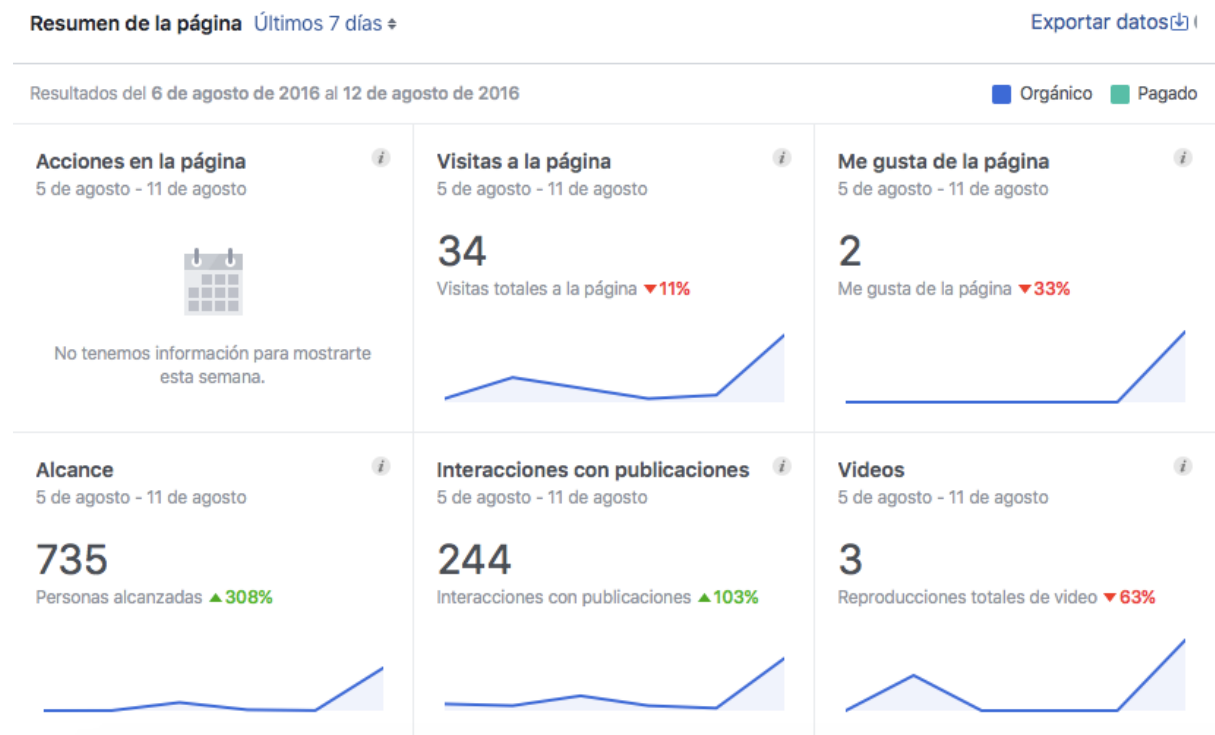 Resumen de la página Últimos 7 días
Exportar datos
Resultados del 6 de agosto de 2016 al 12 de agosto de 2016
Orgánico
Pagado
Acciones en la página
5 de agosto - 11 de agosto
No tenemos información para mostrarte
esta semana.
Visitas a la página
5 de agosto - 11 de agosto
34
Visitas totales a la página ▼11%
Me gusta de la página
5 de agosto - 11 de agosto
2
Me gusta de la página ▼33%
Alcance
5 de agosto - 11 de agosto
735
Personas alcanzadas ▲308%
Interacciones con publicaciones
5 de agosto - 11 de agosto
244
Interacciones con publicaciones ▲103%
Videos
5 de agosto - 11 de agosto
3
Reproducciones totales de video ▼63%